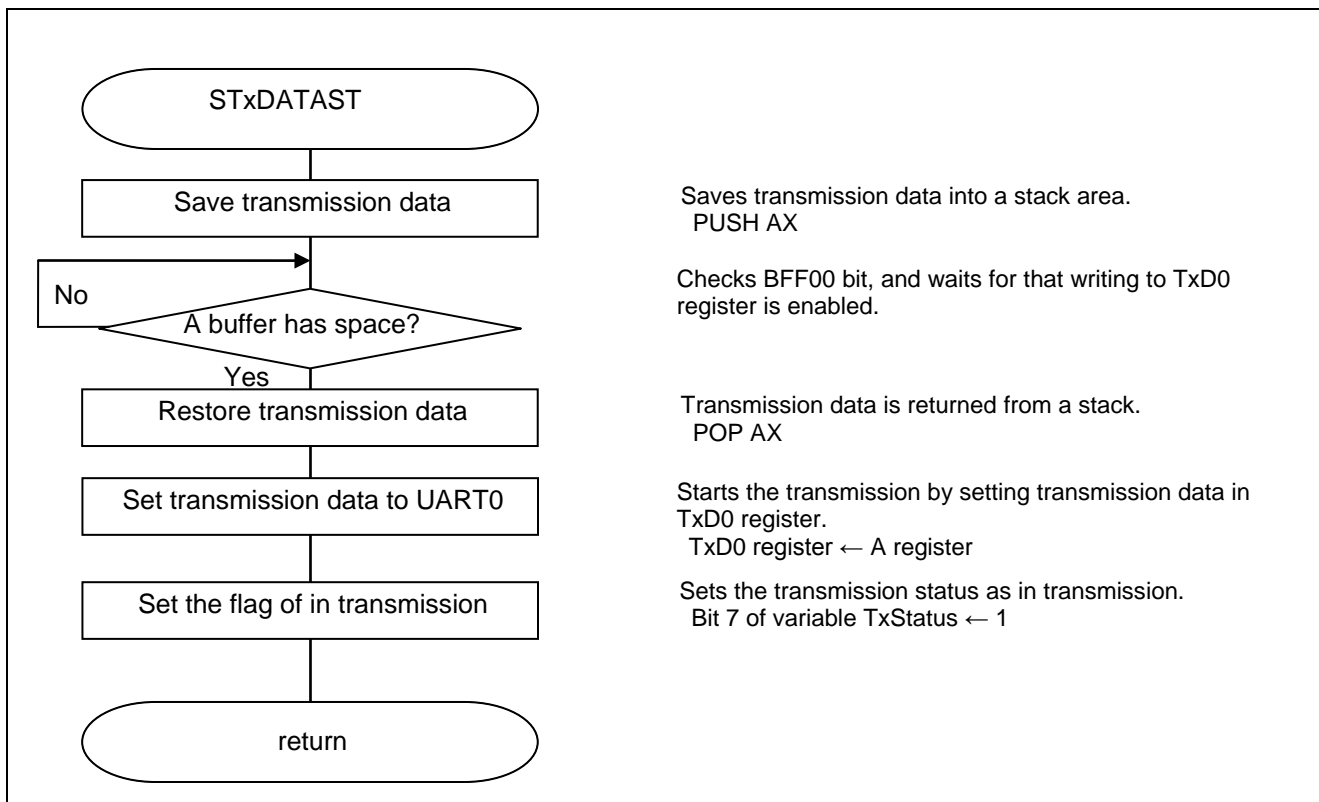 STxDATAST
Save transmission data
Saves transmission data into a stack area.
PUSH AX
Checks BFF00 bit, and waits for that writing to TxD0
register is enabled.
No
A buffer has space?
Yes
Restore transmission data
Transmission data is returned from a stack.
POP AX
Set transmission data to UART0
Starts the transmission by setting transmission data in
TxD0 register.
TxD0 register ← A register
Set the flag of in transmission
Sets the transmission status as in transmission.
Bit 7 of variable TxStatus ← 1
return